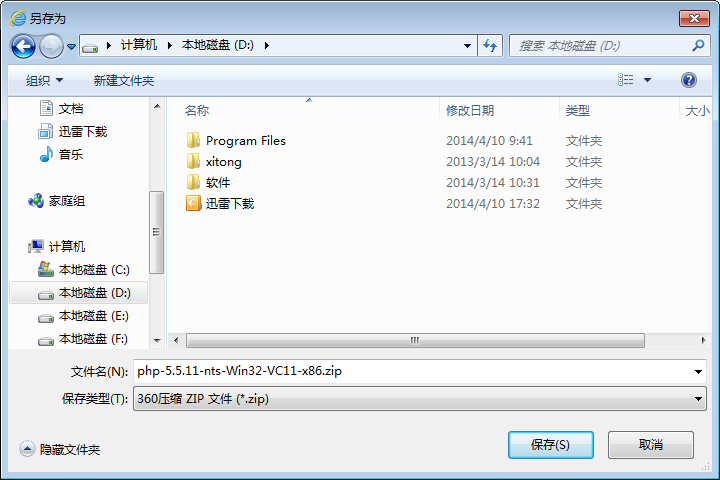 另存为
计算机 本地磁盘 (D:) 搜索 本地磁盘 (D:)
组织 新建文件夹
文档
迅雷下载
音乐
家庭组
计算机
本地磁盘 (C:)
本地磁盘 (D:)
本地磁盘 (E:)
本地磁盘 (F:)
名称 修改日期 类型 大小
Program Files 2014/4/10 9:41 文件夹
xitong 2013/3/14 10:04 文件夹
软件 2014/3/14 10:31 文件夹
迅雷下载 2014/4/10 17:32 文件夹
文件名(N): php-5.5.11-nts-Win32-VC11-x86.zip
保存类型(T): 360压缩 ZIP 文件 (*.zip)
隐藏文件夹 保存(S) 取消